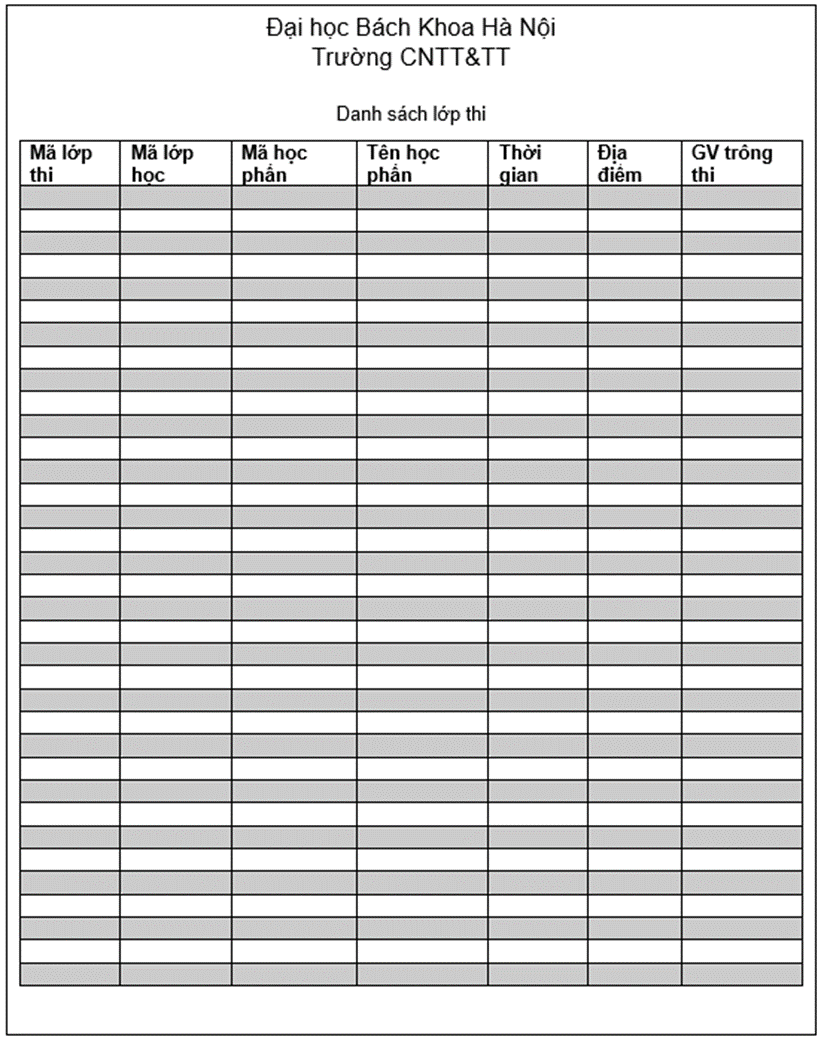 Đại học Bách Khoa Hà Nội
Trường CNTT&TT
Danh sách lớp thi
Mã lớp thi
Mã lớp học
Mã học phần
Tên học phần
Thời gian
Địa điểm
GV trông thi